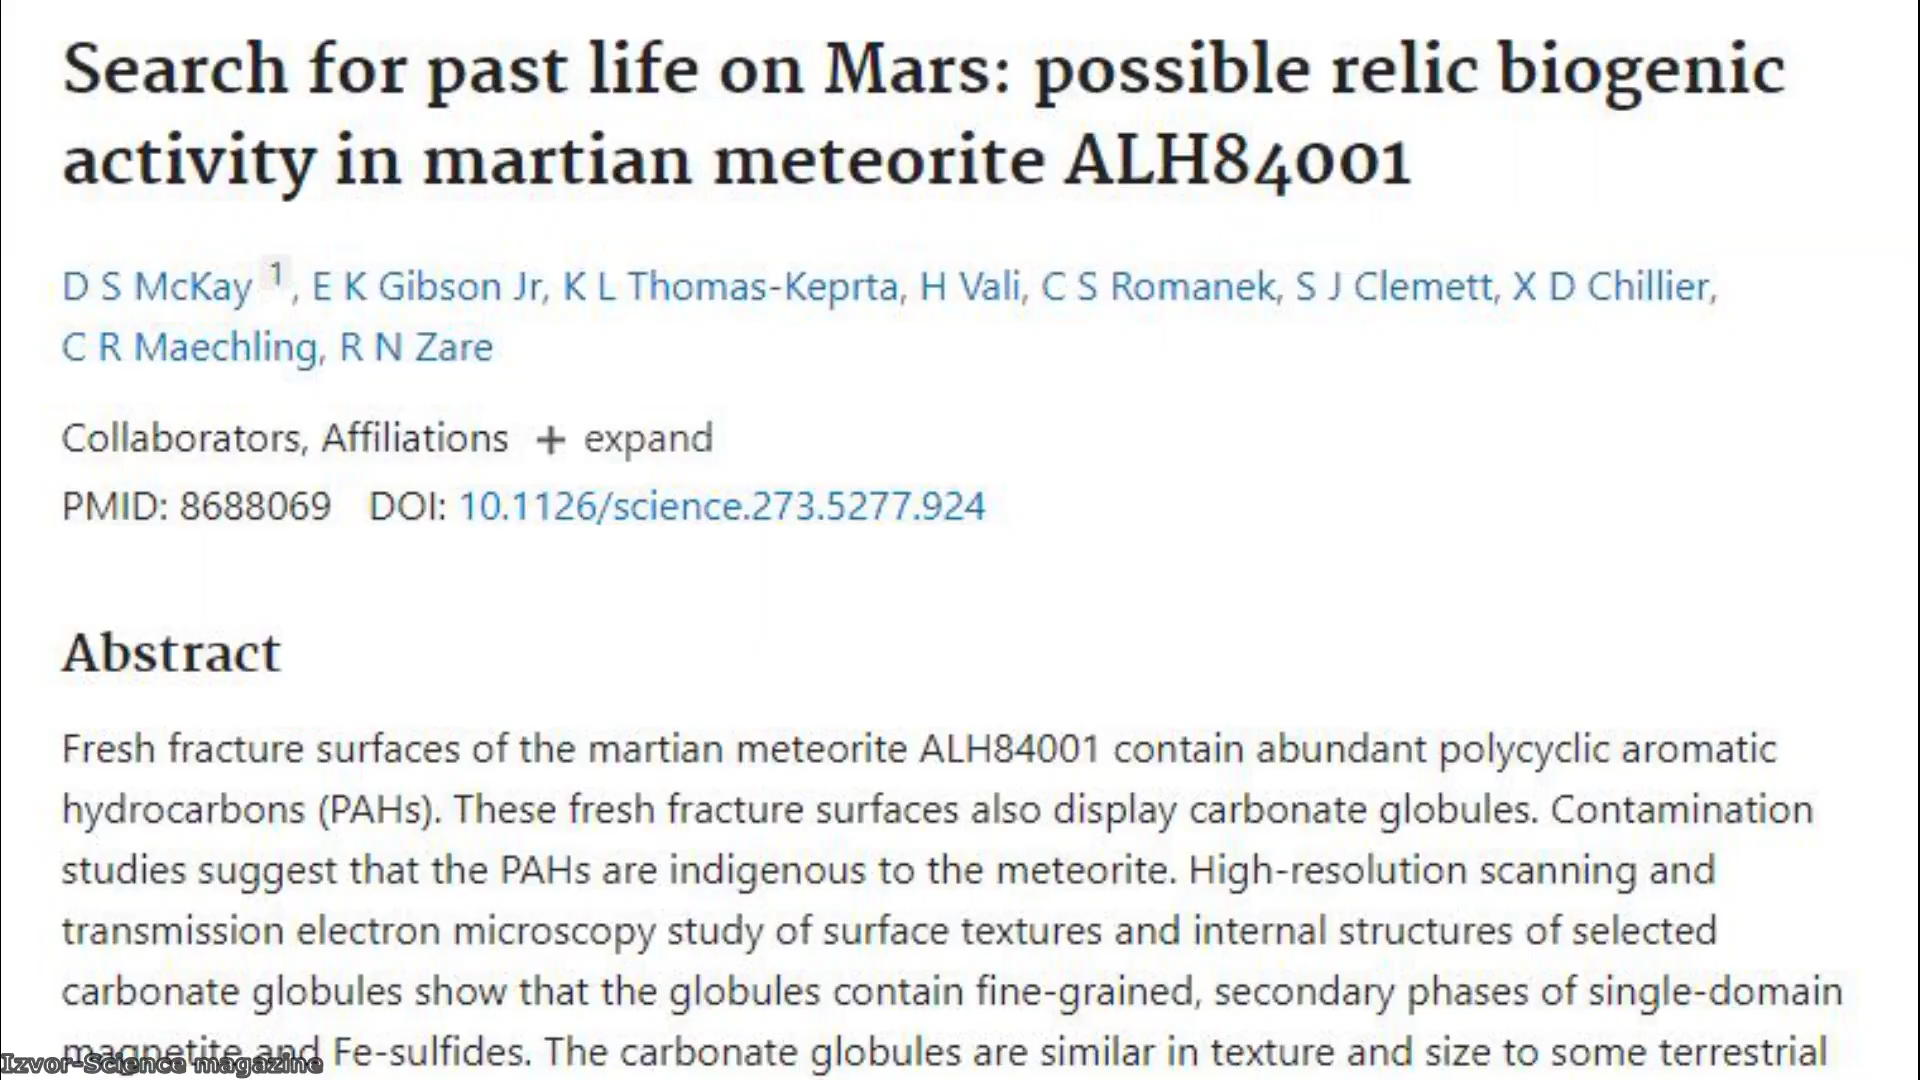 Search for past life on Mars: possible relic biogenic
activity in martian meteorite ALH84001
D S McKay 1, E K Gibson Jr, K L Thomas-Keprta, H Vali, C S Romanek, S J Clemett, X D Chillier,
C R Maechling, R N Zare
Collaborators, Affiliations + expand
PMID: 8688069 DOI: 10.1126/science.273.5277.924
Abstract
Fresh fracture surfaces of the martian meteorite ALH84001 contain abundant polycyclic aromatic
hydrocarbons (PAHs). These fresh fracture surfaces also display carbonate globules. Contamination
studies suggest that the PAHs are indigenous to the meteorite. High-resolution scanning and
transmission electron microscopy study of surface textures and internal structures of selected
carbonate globules show that the globules contain fine-grained, secondary phases of single-domain
magnetite and Fe-sulfides. The carbonate globules are similar in texture and size to some terrestrial
Izvor-Science magazine